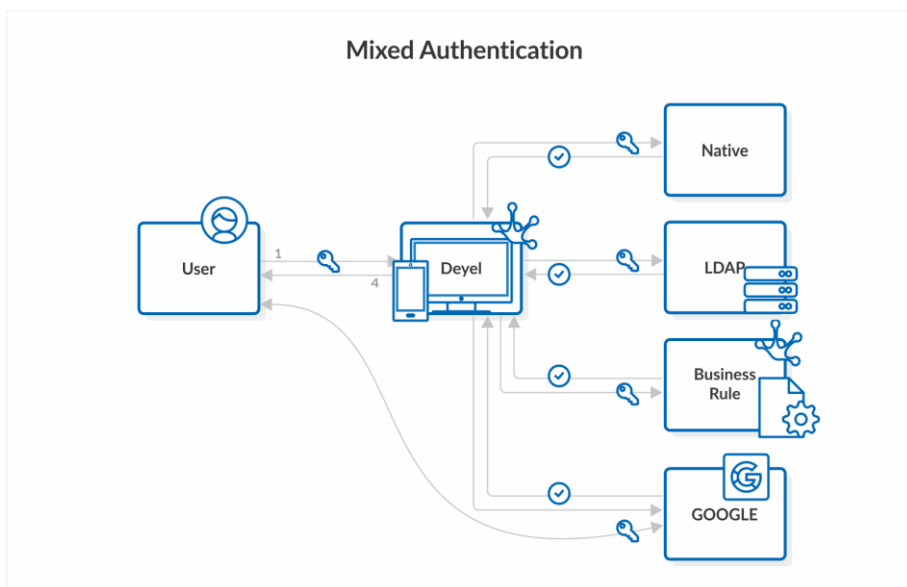 Mixed Authentication
Native
User
1
4
Deyel
LDAP
Business
Rule
GOOGLE